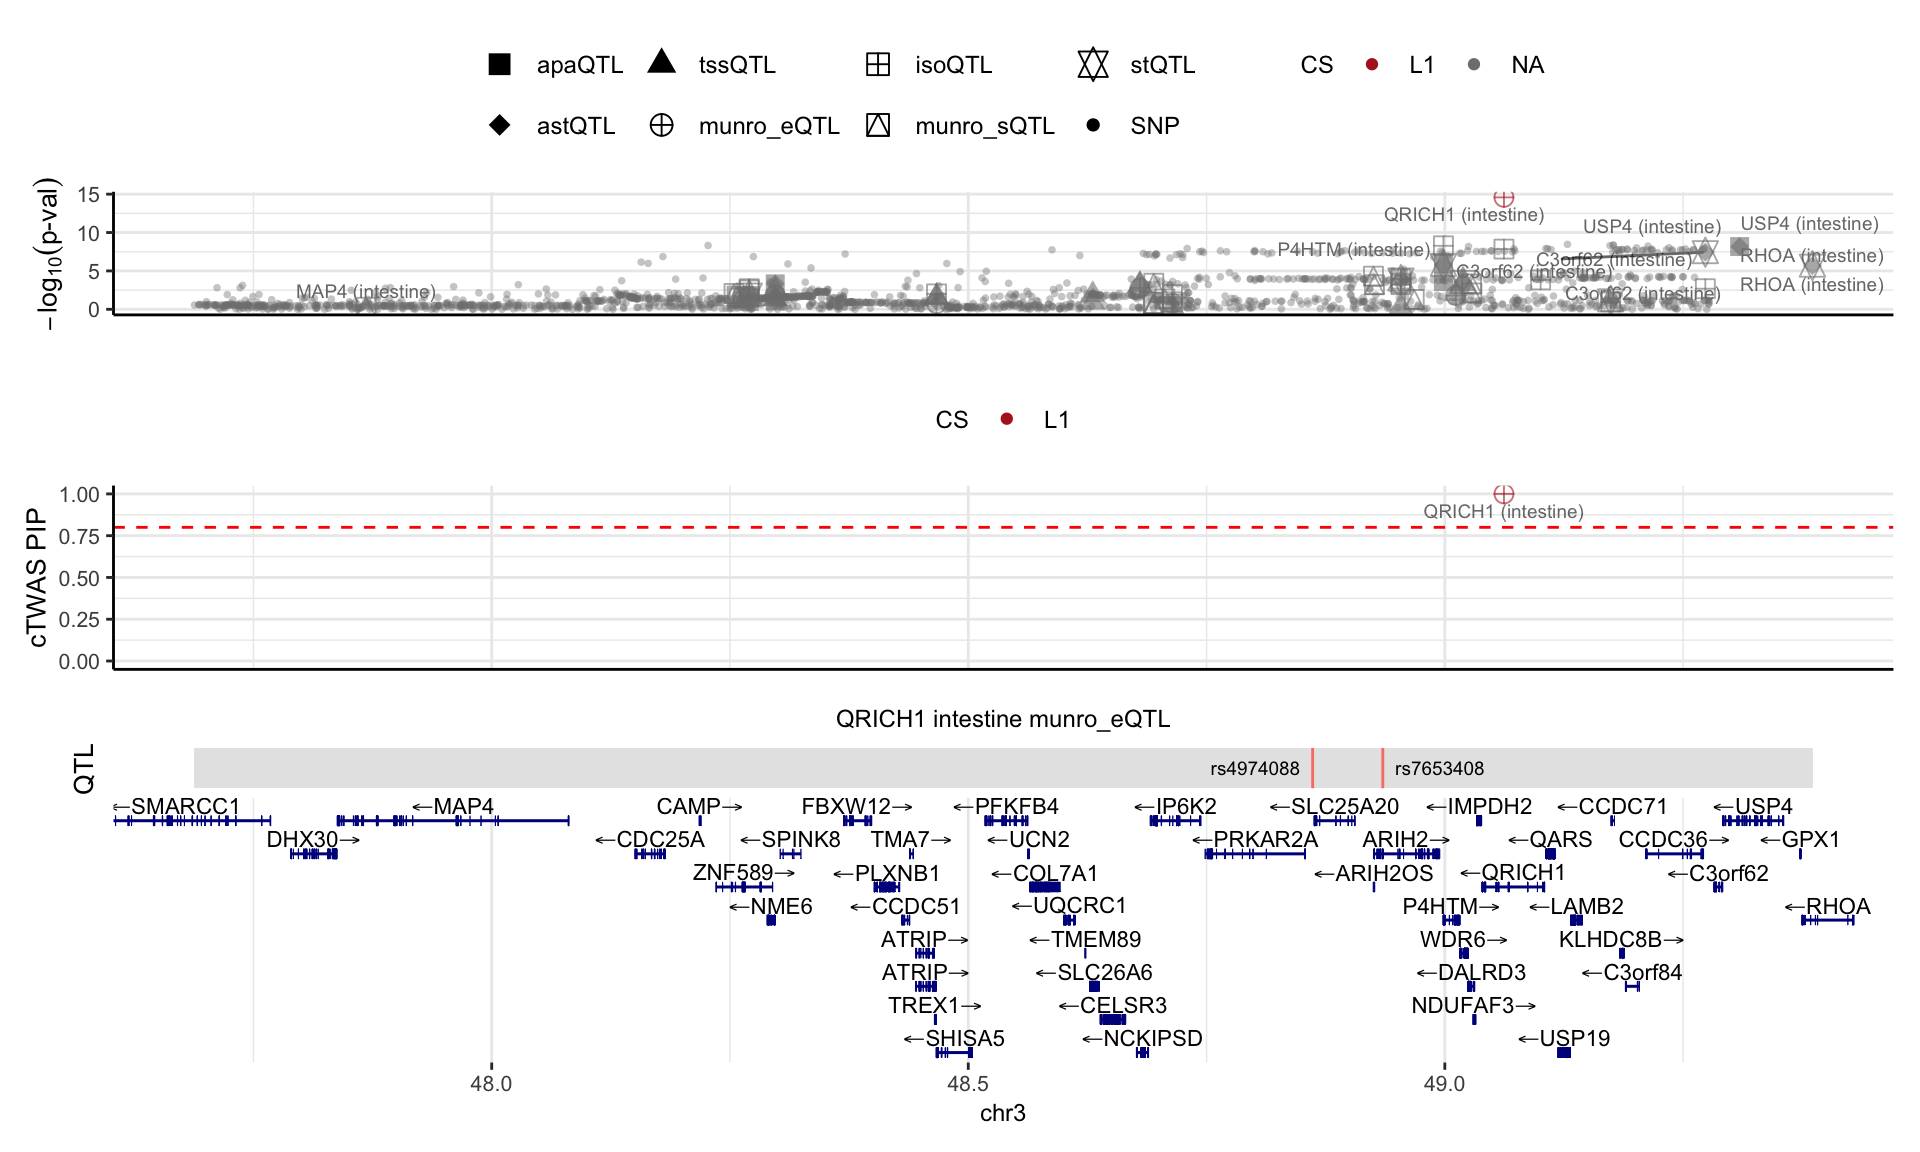 apaQTL tssQTL isoQTL stQTL CS L1 NA
astQTL munro_eQTL munro_sQTL SNP
−log10(p-val)
15
10
5
0
QRICH1 (intestine)
USP4 (intestine)
USP4 (intestine)
P4HTM (intestine)
C3orf62 (intestine)
RHOA (intestine)
C3orf62 (intestine)
RHOA (intestine)
MAP4 (intestine)
C3orf62 (intestine)
CS L1
cTWAS PIP
1.00
0.75
0.50
0.25
0.00
QRICH1 (intestine)
QRICH1 intestine munro_eQTL
QTL
rs4974088 rs7653408
←SMARCC1 ←MAP4 CAMP→ FBXW12→ ←PFKFB4 ←IP6K2 ←SLC25A20 ←IMPDH2 ←CCDC71 ←USP4
DHX30→ ←CDC25A ←SPINK8 TMA7→ ←UCN2 ←PRKAR2A ARIH2→ ←QARS CCDC36→ ←GPX1
ZNF589→ ←PLXNB1 ←COL7A1 ←ARIH2OS ←QRICH1 ←C3orf62
←NME6 ←CCDC51 ←UQCRC1 P4HTM→ ←LAMB2 ←RHOA
ATRIP→ ←TMEM89 WDR6→ KLHDC8B→
ATRIP→ ←SLC26A6 ←DALRD3 ←C3orf84
TREX1→ ←CELSR3 NDUFAF3→
←SHISA5 ←NCKIPSD ←USP19
48.0 48.5 49.0
chr3